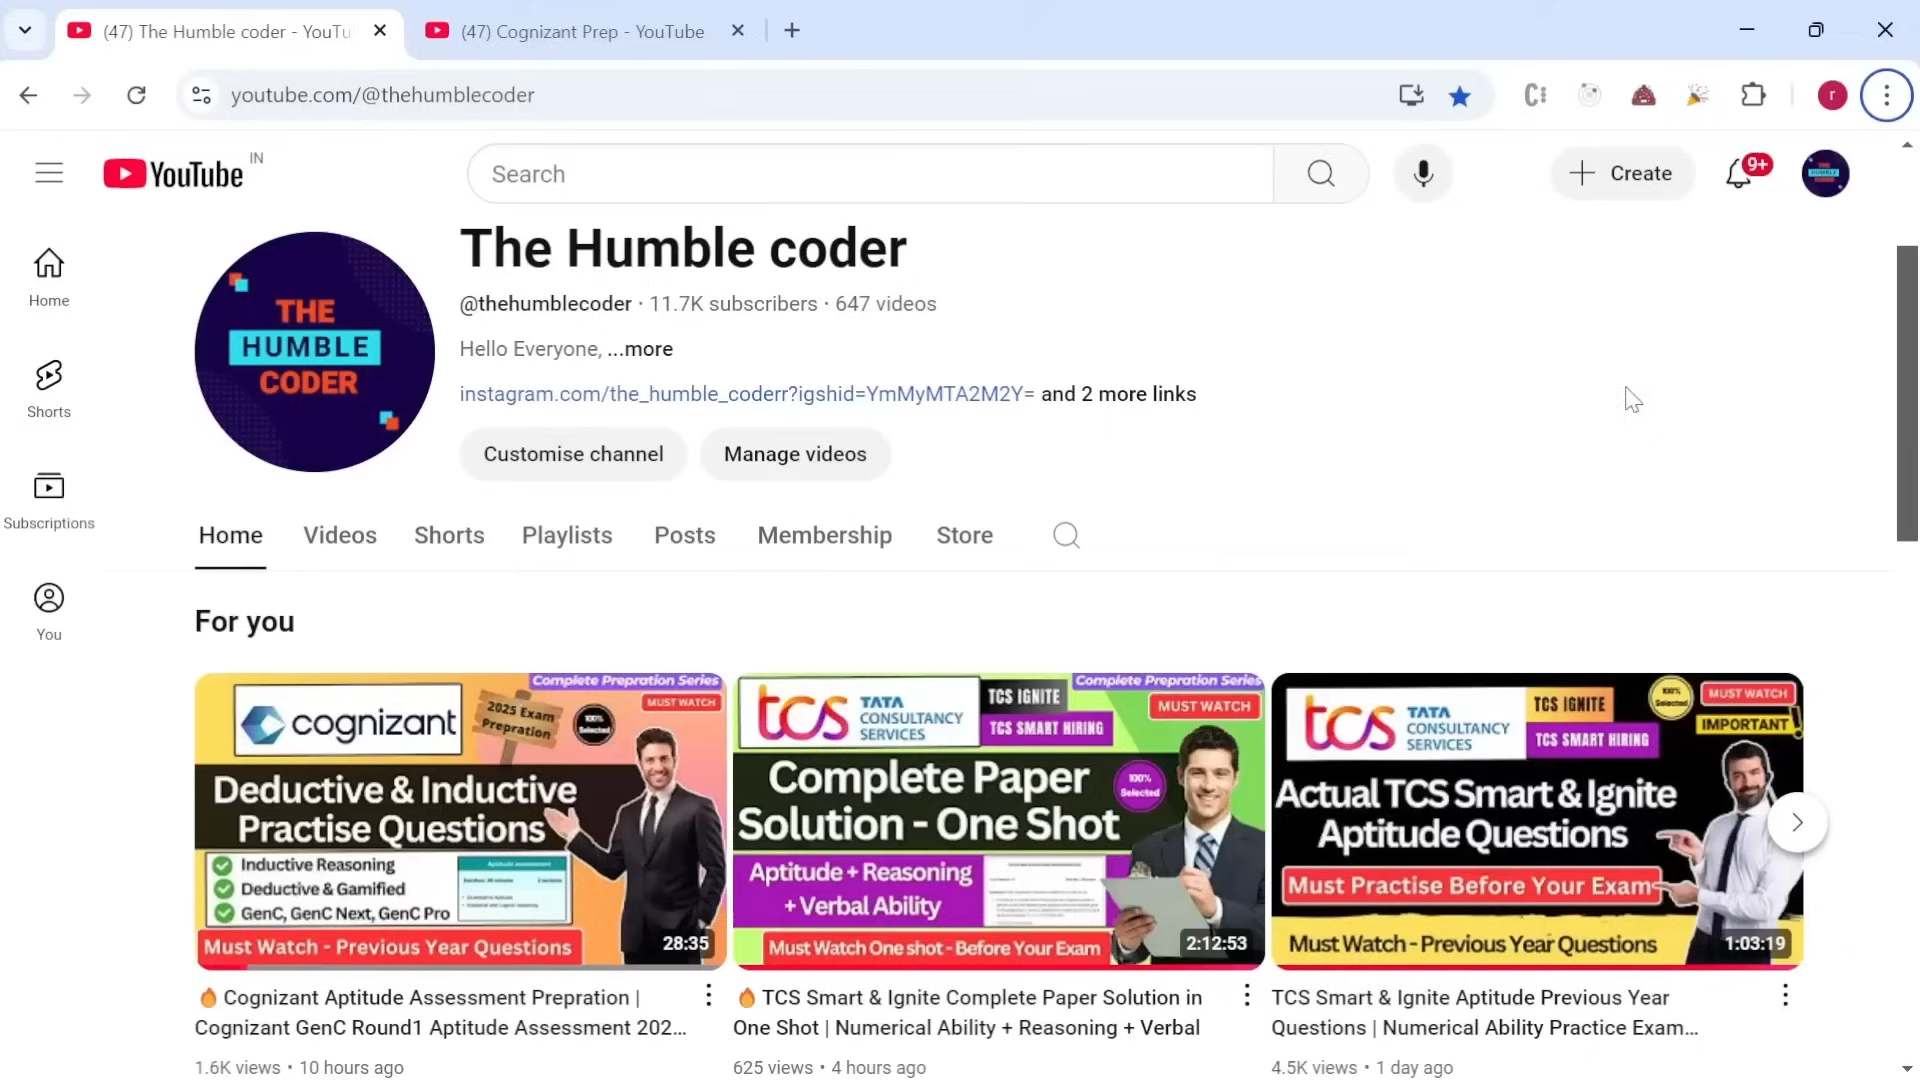 (47) The Humble coder - YouTu
(47) Cognizant Prep - YouTube
youtube.com/@thehumblecoder
r
YouTube IN
Search
Create
9+
THE
HUMBLE
CODER
Home
Shorts
Subscriptions
You
The Humble coder
@thehumblecoder · 11.7K subscribers · 647 videos
Hello Everyone, ...more
instagram.com/the_humble_coderr?igshid=YmMyMTA2M2Y= and 2 more links
Customise channel
Manage videos
Home Videos Shorts Playlists Posts Membership Store
For you
Complete Prepration Series
MUST WATCH
cognizant
2025 Exam
Prepration
100%
Selected
Deductive & Inductive
Practise Questions
Inductive Reasoning
Deductive & Gamified
GenC, GenC Next, GenC Pro
Must Watch - Previous Year Questions
28:35
🔥 Cognizant Aptitude Assessment Prepration |
Cognizant GenC Round1 Aptitude Assessment 202...
1.6K views • 10 hours ago
Complete Prepration Series
MUST WATCH
tcs
TATA
CONSULTANCY
SERVICES
TCS IGNITE
TCS SMART HIRING
Complete Paper
Solution - One Shot
100%
Selected
Aptitude + Reasoning
+ Verbal Ability
Must Watch One shot - Before Your Exam
2:12:53
🔥 TCS Smart & Ignite Complete Paper Solution in
One Shot | Numerical Ability + Reasoning + Verbal
625 views • 4 hours ago
tcs
TATA
CONSULTANCY
SERVICES
TCS IGNITE
TCS SMART HIRING
100%
Selected
MUST WATCH
IMPORTANT
Actual TCS Smart & Ignite
Aptitude Questions
Must Practise Before Your Exam
Must Watch - Previous Year Questions
1:03:19
TCS Smart & Ignite Aptitude Previous Year
Questions | Numerical Ability Practice Exam...
4.5K views • 1 day ago